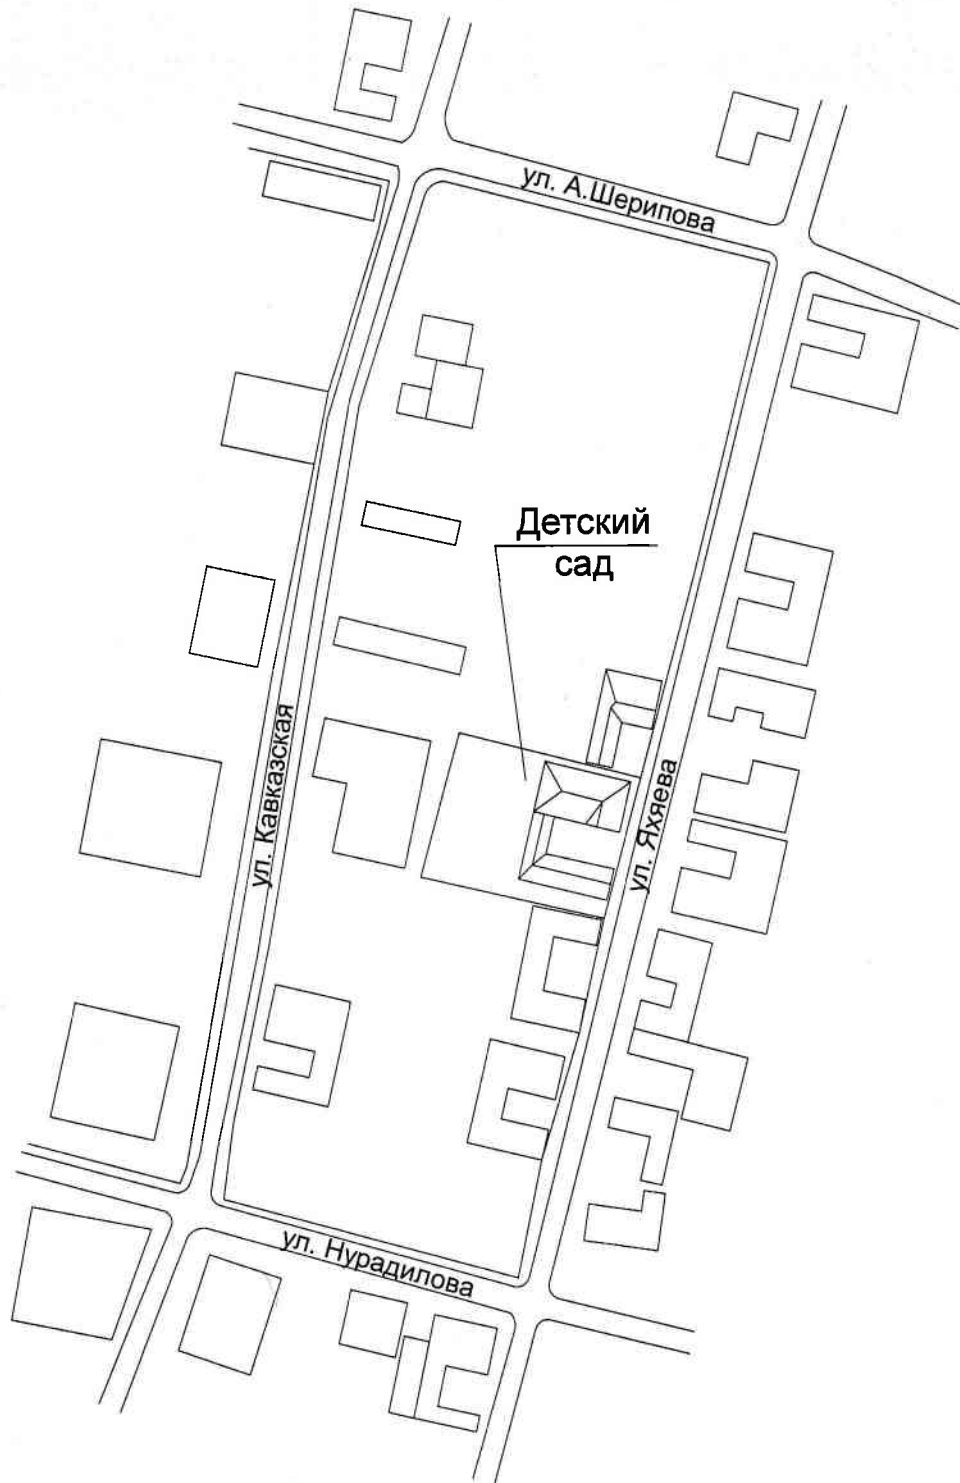 ул. А.Шерипова
Детский
сад
ул. Кавказская
ул. Яхяева
ул. Нурадилова